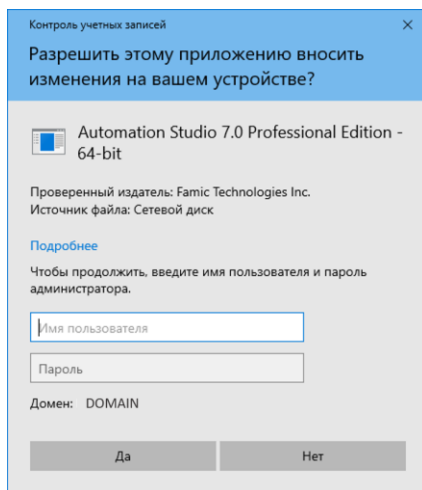 Контроль учетных записей
Разрешить этому приложению вносить
изменения на вашем устройстве?
Automation Studio 7.0 Professional Edition -
64-bit
Проверенный издатель: Famic Technologies Inc.
Источник файла: Сетевой диск
Подробнее
Чтобы продолжить, введите имя пользователя и пароль
администратора.
Имя пользователя
Пароль
Домен: DOMAIN
Да
Нет